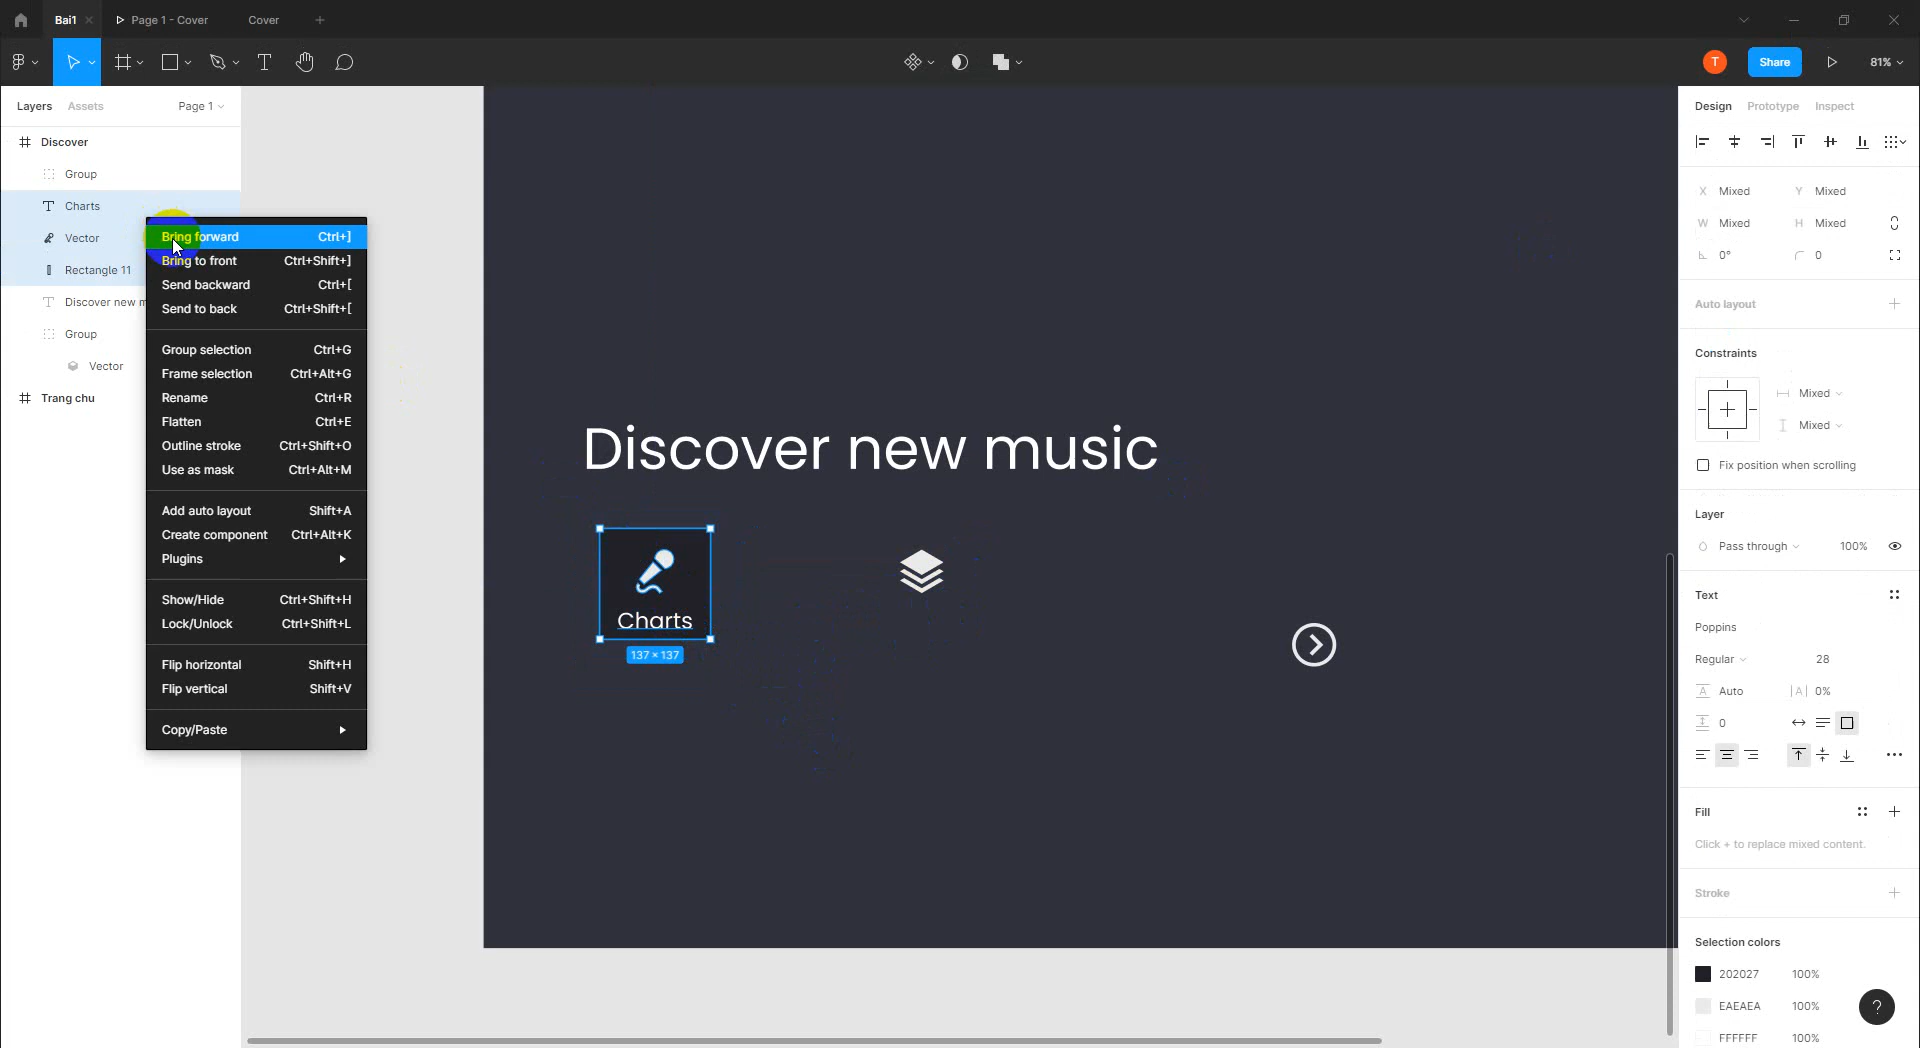 Bai1
Page 1 - Cover
Cover
T
Share
81%
Layers
Assets
Page 1
Design
Prototype
Inspect
Discover
Group
Charts
Vector
Rectangle 11
Discover new m
Group
Vector
Trang chu
Bring forward Ctrl+]
Bring to front Ctrl+Shift+]
Send backward Ctrl+[
Send to back Ctrl+Shift+[
Group selection Ctrl+G
Frame selection Ctrl+Alt+G
Rename Ctrl+R
Flatten Ctrl+E
Outline stroke Ctrl+Shift+O
Use as mask Ctrl+Alt+M
Add auto layout Shift+A
Create component Ctrl+Alt+K
Plugins
Show/Hide Ctrl+Shift+H
Lock/Unlock Ctrl+Shift+L
Flip horizontal Shift+H
Flip vertical Shift+V
Copy/Paste
Discover new music
Charts
137 × 137
X Mixed Y Mixed
W Mixed H Mixed
0° 0
Auto layout
Constraints
Mixed
Mixed
Fix position when scrolling
Layer
Pass through 100%
Text
Poppins
Regular 28
A Auto |A| 0%
0
Fill
Click + to replace mixed content.
Stroke
Selection colors
202027 100%
EAEAEA 100%
FFFFFF 100%
?